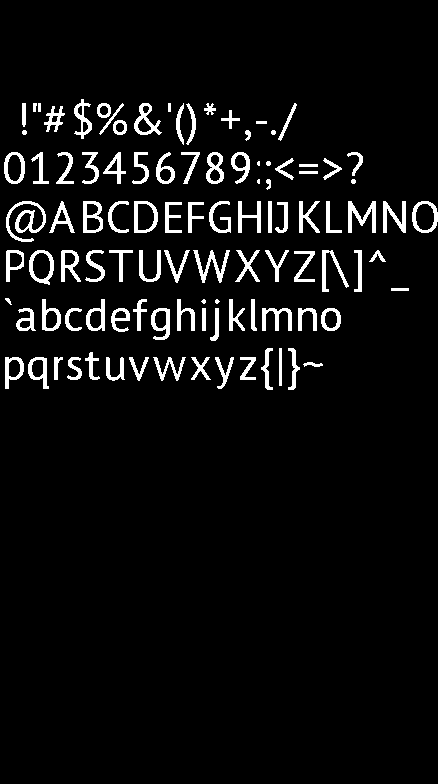 !"#$%&'()*+,-./
0123456789:;<=>?
@ABCDEFGHIJKLMNO
PQRSTUVWXYZ[\]^_
`abcdefghijklmno
pqrstuvwxyz{|}~